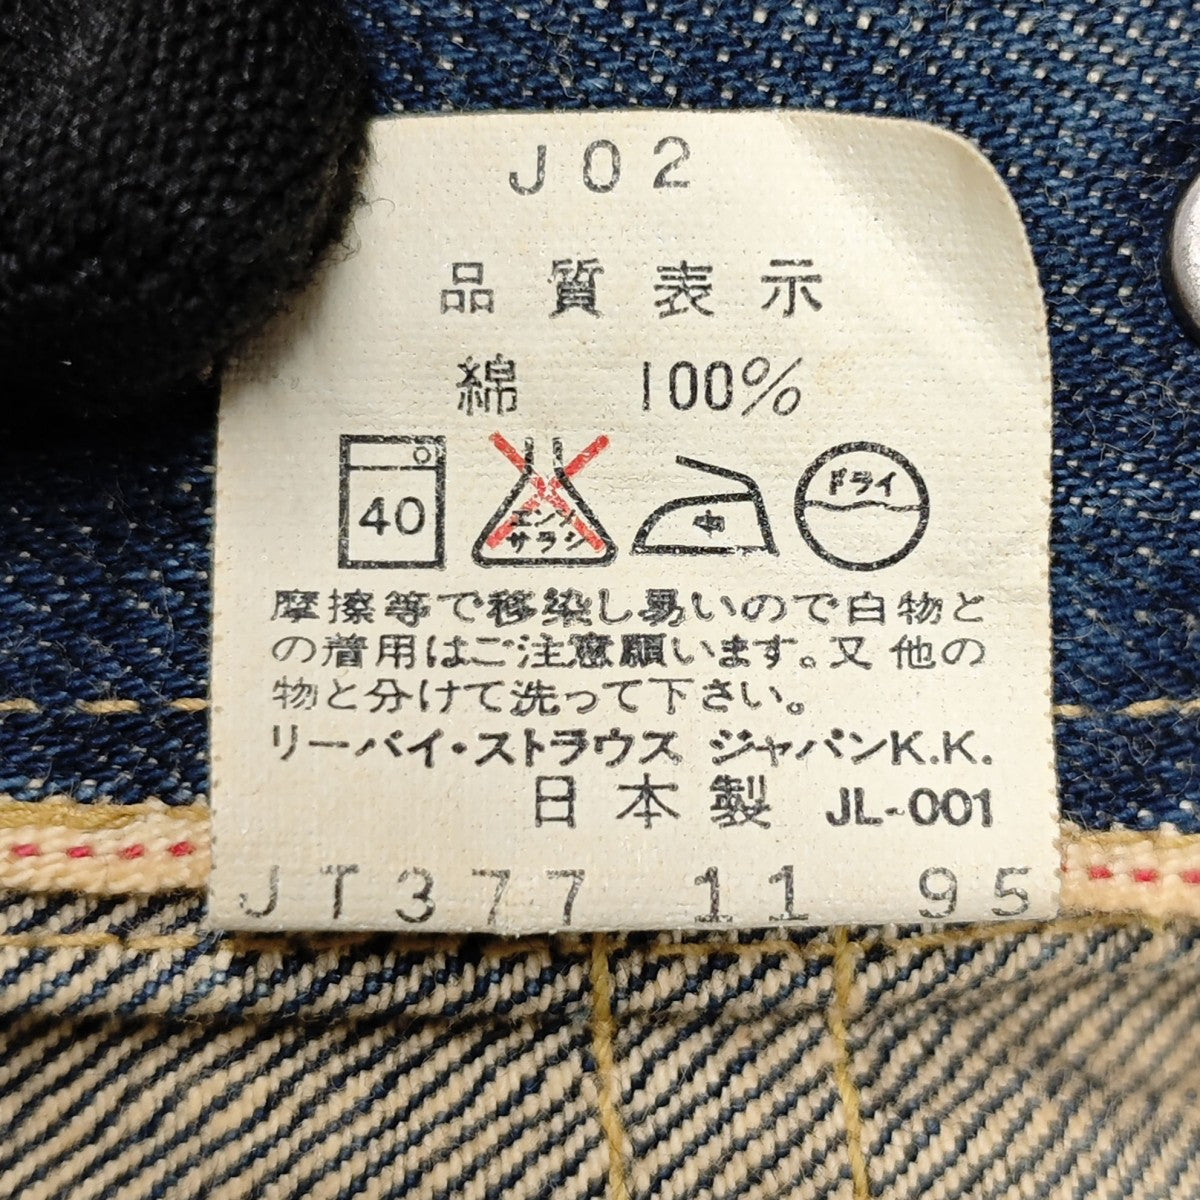 J02
品質表示
綿 100%
40 エンソ サラシ 中 ドライ
摩擦等で移染し易いので白物と
の着用はご注意願います。又他の
物と分けて洗って下さい。
リーバイ・ストラウス ジャパンK.K.
日本製 JL-001
JT377 11 95